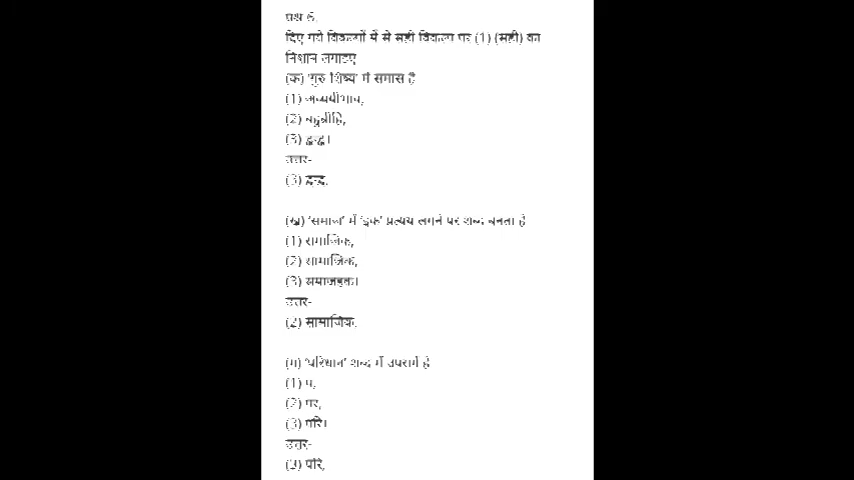 प्रश्न 6.
दिए गये विकल्पों में से सही विकल्प पर (1) (सही) का
निशान लगाइए
(क) 'गुरु शिष्य' में समास है
(1) अव्ययीभाव,
(2) बहुव्रीहि,
(3) द्वन्द्व।
उत्तर-
(3) द्वन्द्व,
(ख) 'समाज' में 'इक' प्रत्यय लगने पर शब्द बनता है
(1) समाजिक,
(2) सामाजिक,
(3) समाजइक।
उत्तर-
(2) सामाजिक,
(ग) 'परिधान' शब्द में उपसर्ग है
(1) प,
(2) पर,
(3) परि।
उत्तर-
(3) परि,